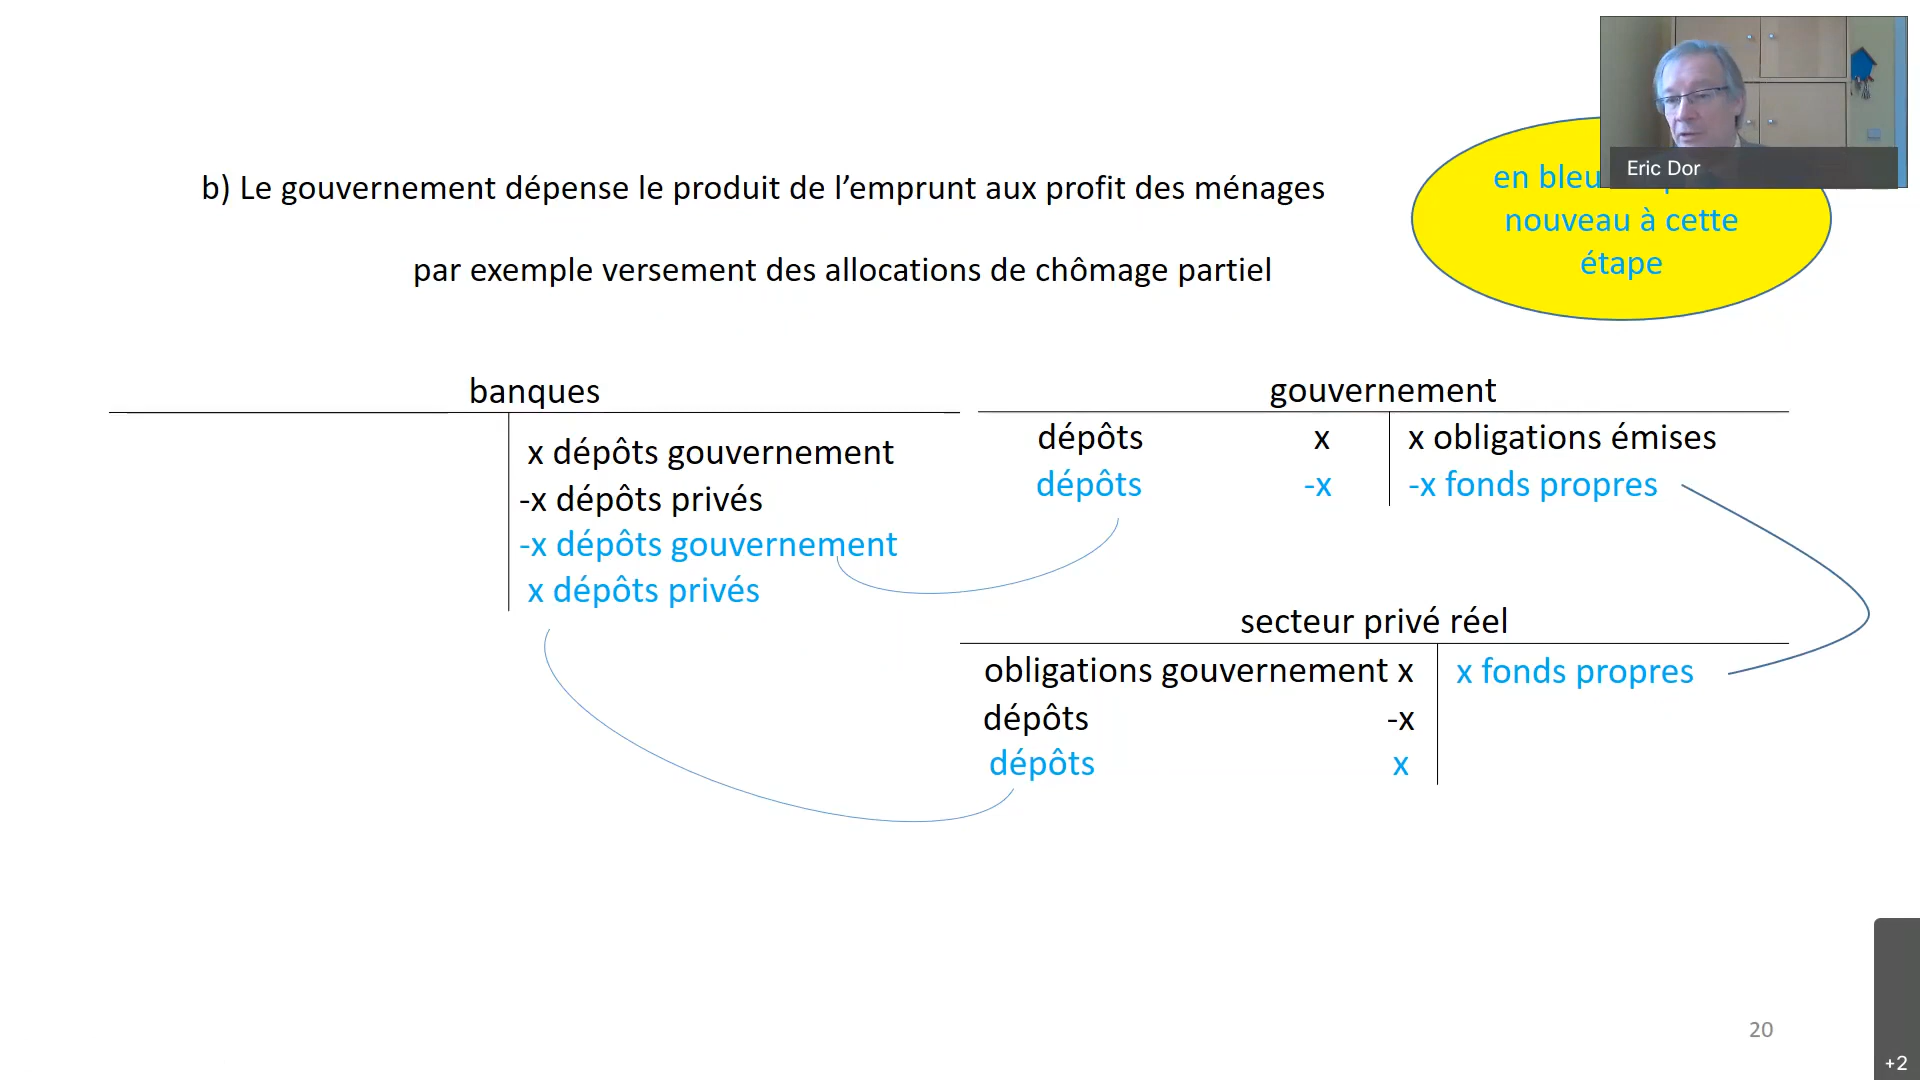 Eric Dor
b) Le gouvernement dépense le produit de l’emprunt aux profit des ménages
par exemple versement des allocations de chômage partiel
en bleu
nouveau à cette
étape
banques
x dépôts gouvernement
-x dépôts privés
-x dépôts gouvernement
x dépôts privés
gouvernement
dépôts x x obligations émises
dépôts -x -x fonds propres
secteur privé réel
obligations gouvernement x x fonds propres
dépôts -x
dépôts x
20
+2